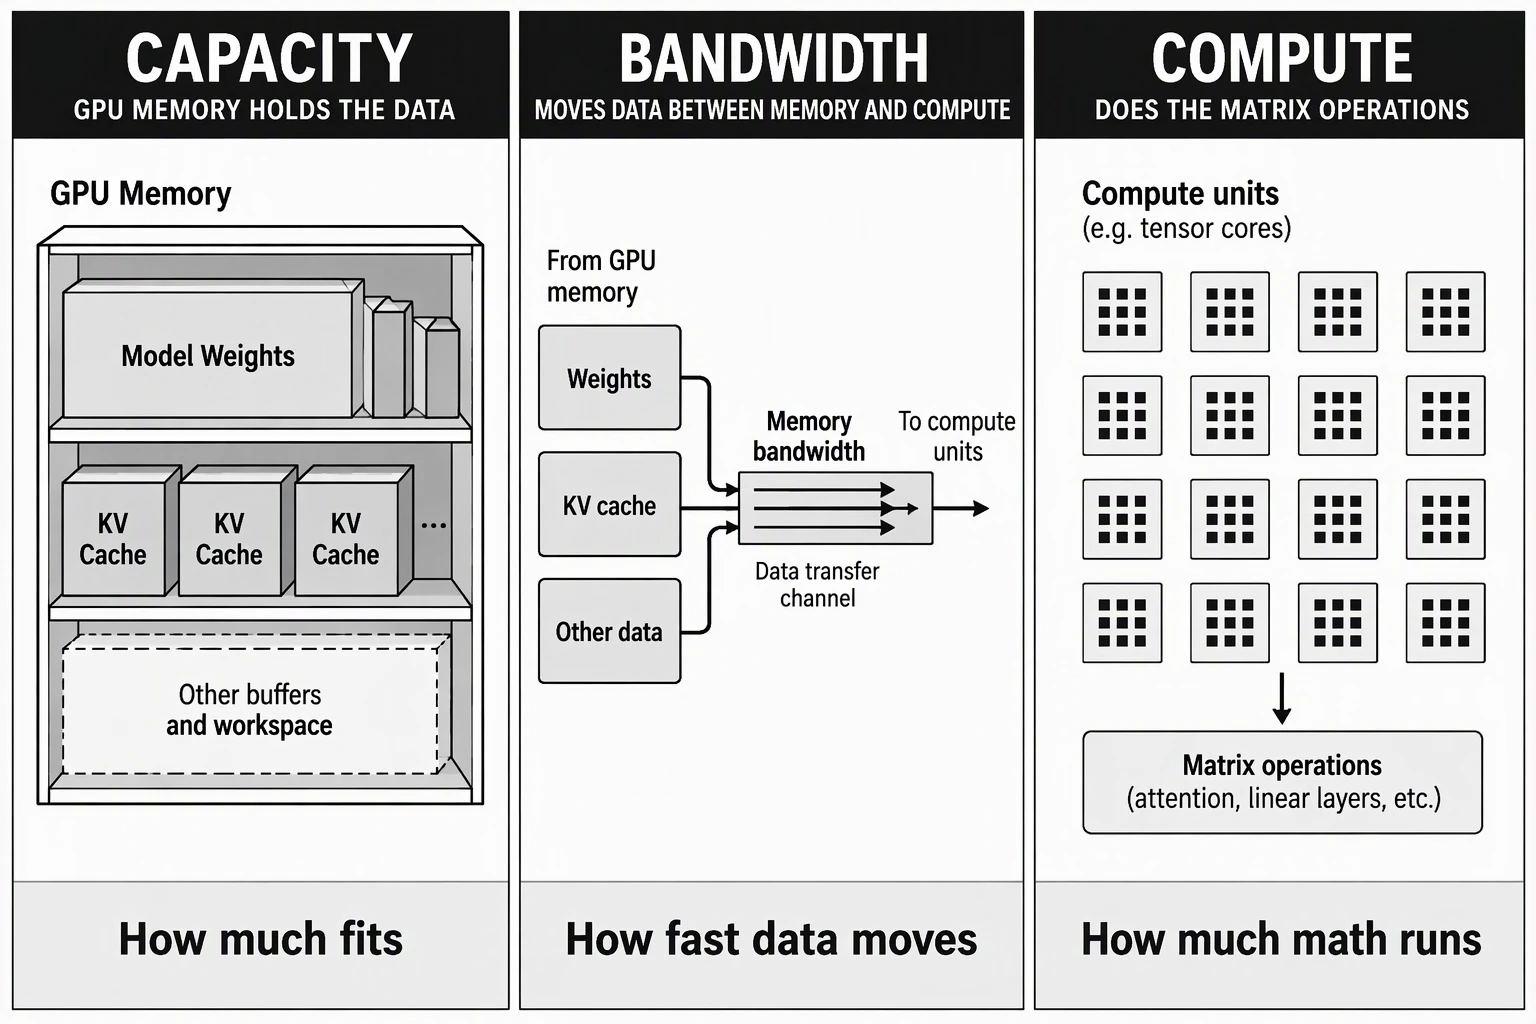 CAPACITY
GPU MEMORY HOLDS THE DATA
GPU Memory
Model Weights
KV
Cache
KV
Cache
KV
Cache
...
Other buffers
and workspace
How much fits
BANDWIDTH
MOVES DATA BETWEEN MEMORY AND COMPUTE
From GPU
memory
Weights
KV cache
Other data
Memory
bandwidth
To compute
units
Data transfer
channel
How fast data moves
COMPUTE
DOES THE MATRIX OPERATIONS
Compute units
(e.g. tensor cores)
Matrix operations
(attention, linear layers, etc.)
How much math runs